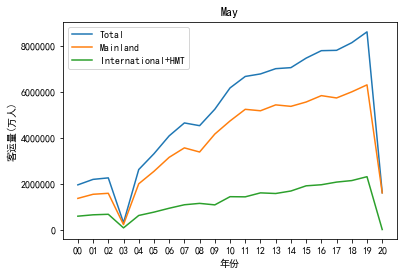 May
Total
Mainland
International+HMT
客运量(万人)
8000000
6000000
4000000
2000000
0
00 01 02 03 04 05 06 07 08 09 10 11 12 13 14 15 16 17 18 19 20
年份